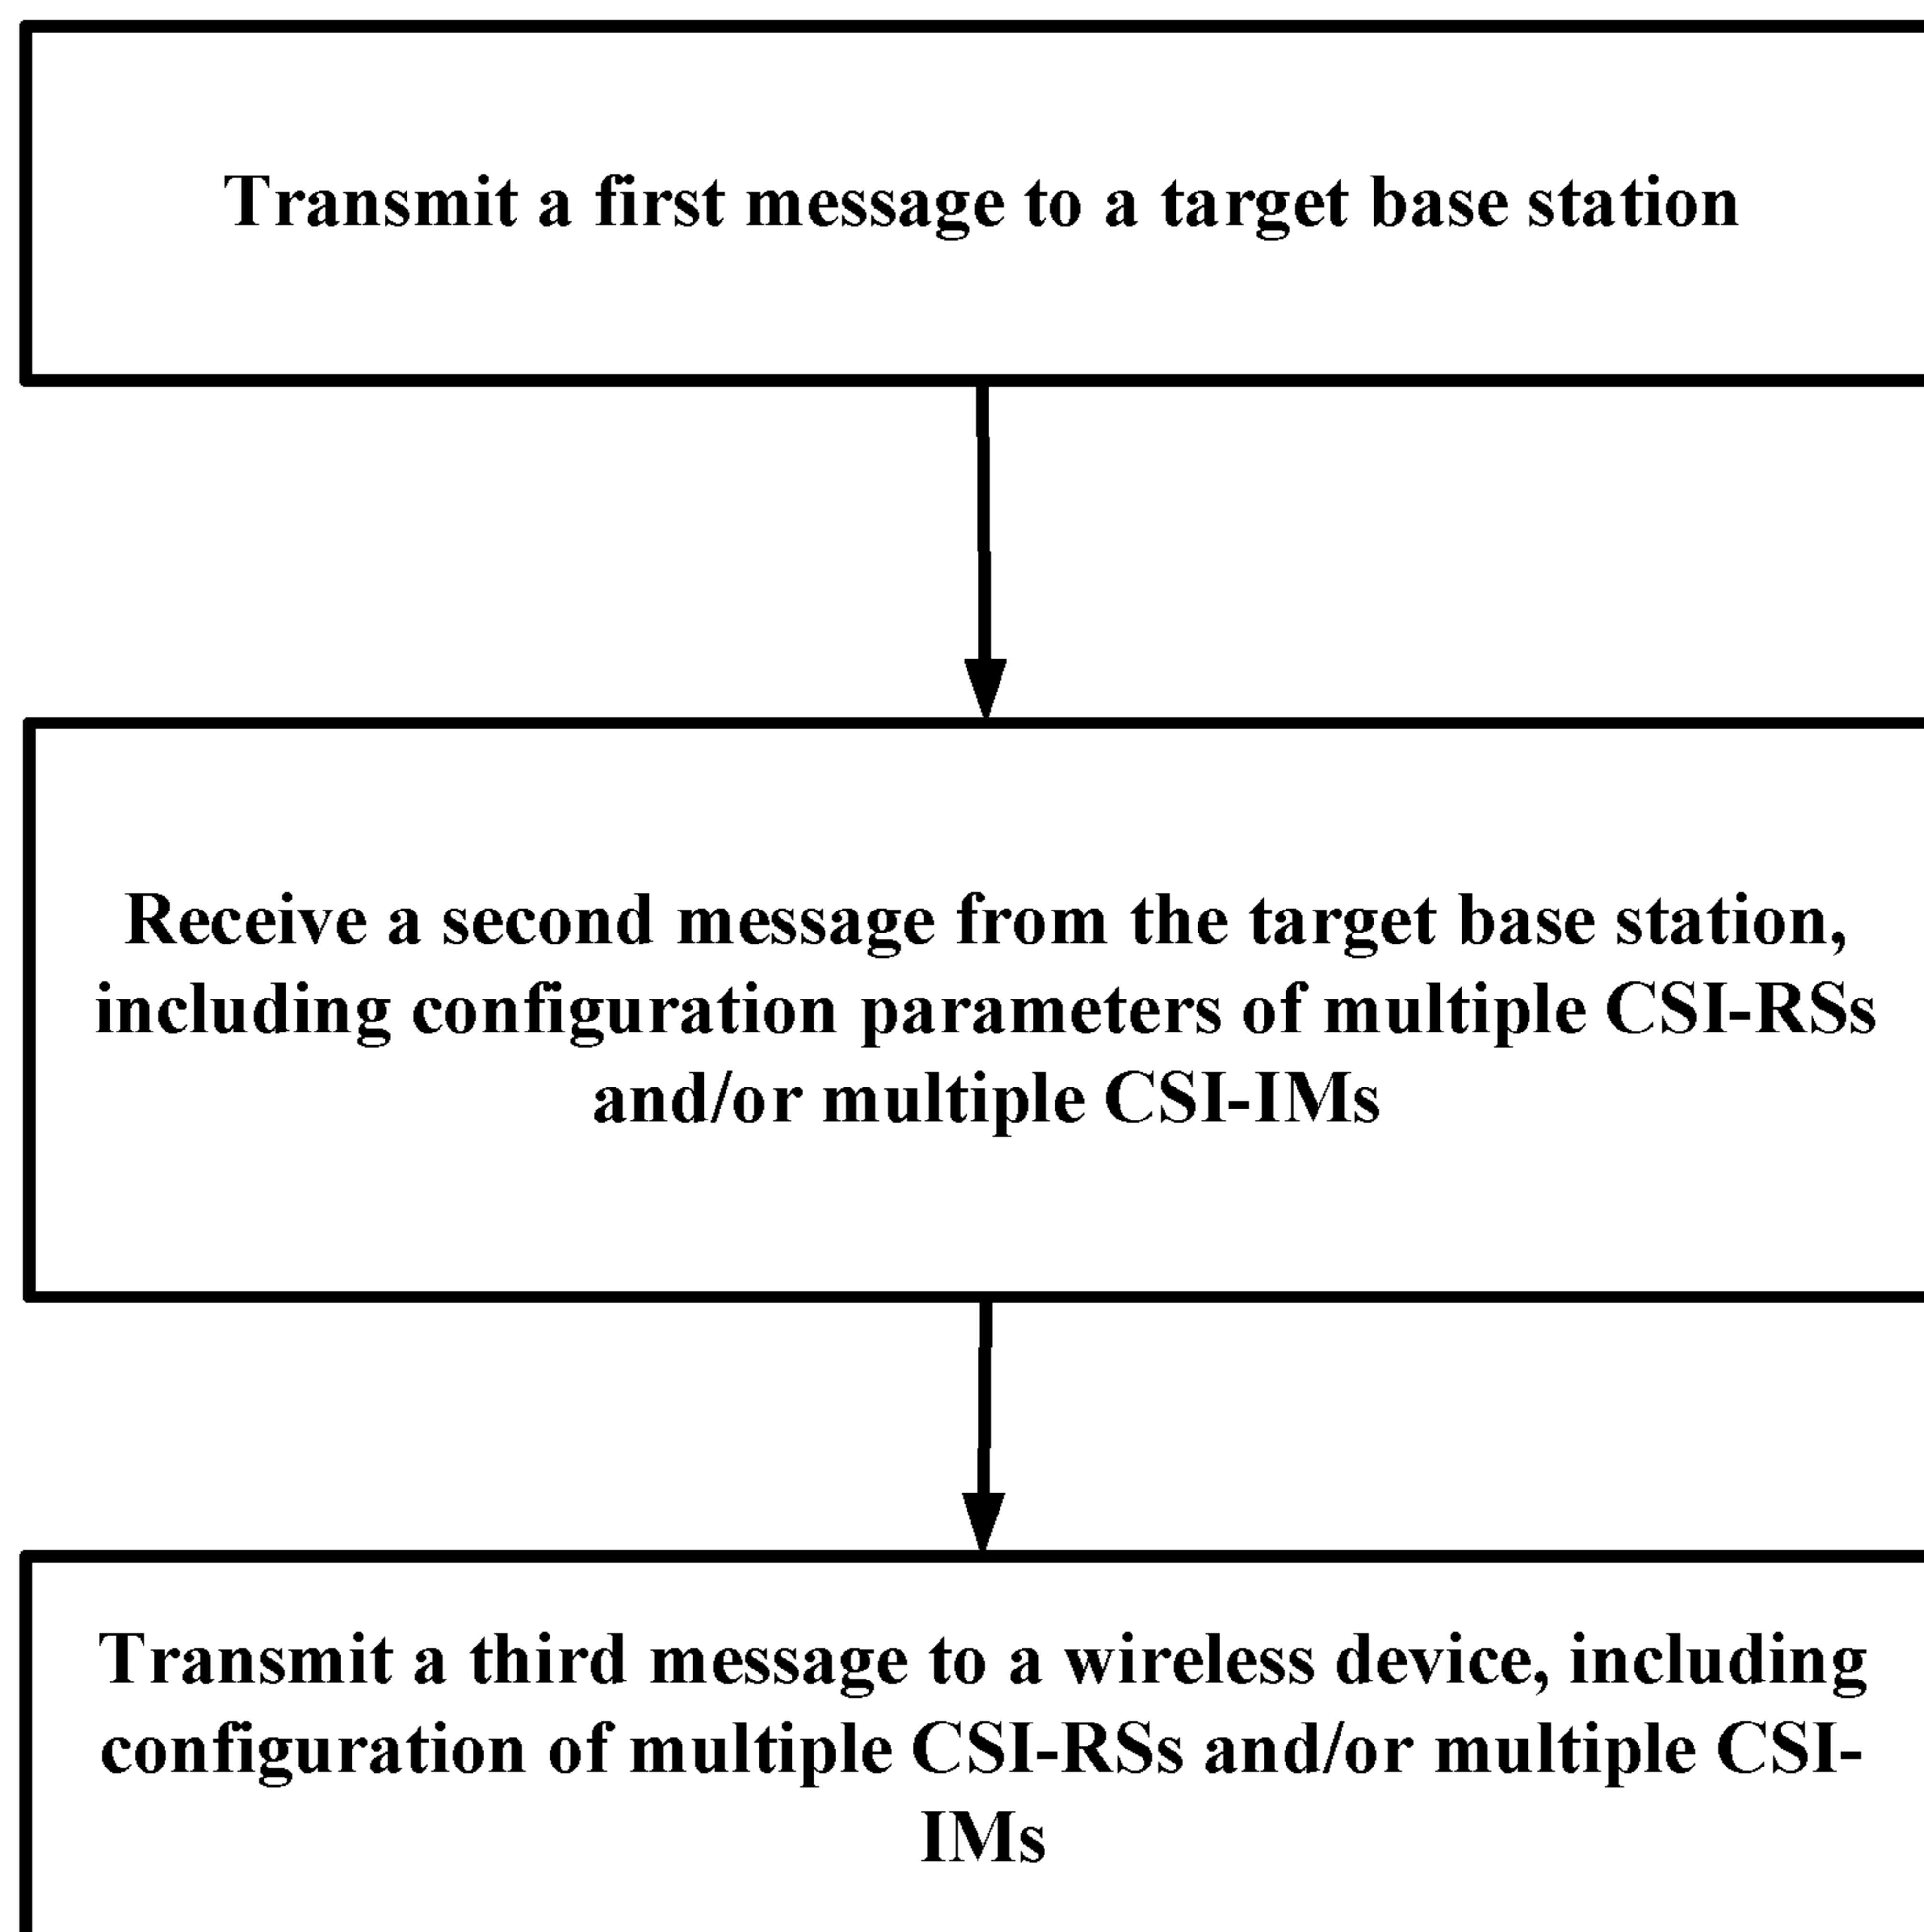 Transmit a first message to a target base station
Receive a second message from the target base station,
including configuration parameters of multiple CSI-RSs
and/or multiple CSI-IMs
Transmit a third message to a wireless device, including
configuration of multiple CSI-RSs and/or multiple CSI-
IMs